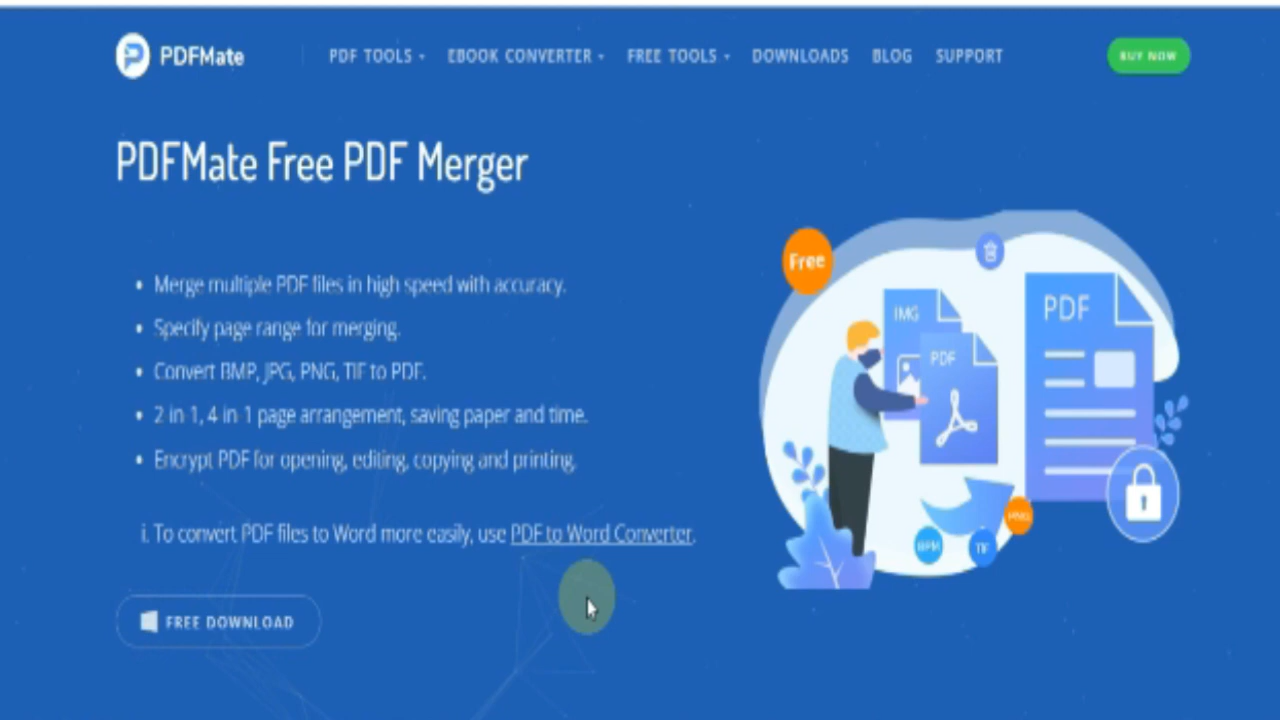 PDFMate
PDF TOOLS
EBOOK CONVERTER
FREE TOOLS
DOWNLOADS
BLOG
SUPPORT
BUY NOW
PDFMate Free PDF Merger
• Merge multiple PDF files in high speed with accuracy.
• Specify page range for merging.
• Convert BMP, JPG, PNG, TIF to PDF.
• 2 in 1, 4 in 1 page arrangement, saving paper and time.
• Encrypt PDF for opening, editing, copying and printing.
i. To convert PDF files to Word more easily, use PDF to Word Converter.
FREE DOWNLOAD
Free
IMG
PDF
PDF
PNG
BPM
TIF